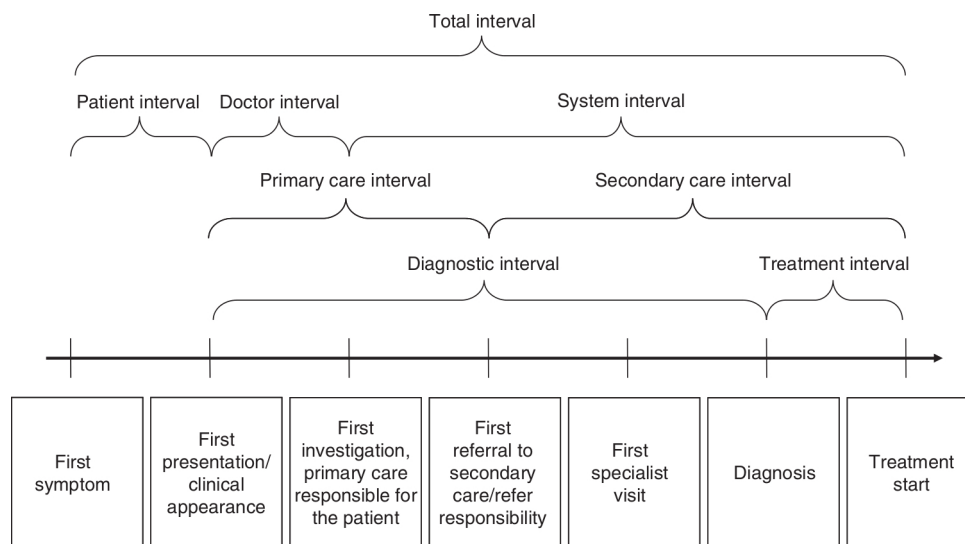 Total interval
Patient interval
Doctor interval
System interval
Primary care interval
Secondary care interval
Diagnostic interval
Treatment interval
First
symptom
First
presentation/
clinical
appearance
First
investigation,
primary care
responsible for
the patient
First
referral to
secondary
care/refer
responsibility
First
specialist
visit
Diagnosis
Treatment
start